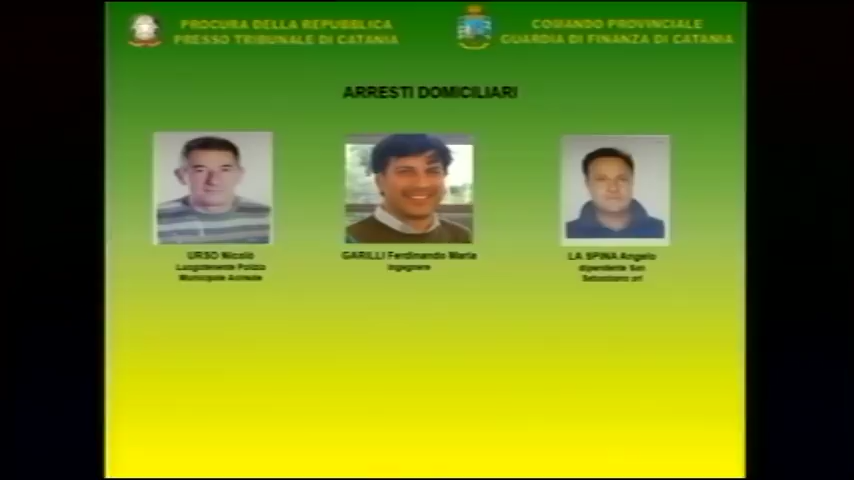 PROCURA DELLA REPUBBLICA
PRESSO TRIBUNALE DI CATANIA
COMANDO PROVINCIALE
GUARDIA DI FINANZA DI CATANIA
ARRESTI DOMICILIARI
URSO Nicolò
Luogotenente Polizia
Municipale Acireale
GARILLI Ferdinando Maria
ingegnere
LA SPINA Angelo
dipendente San
Sebastiano srl